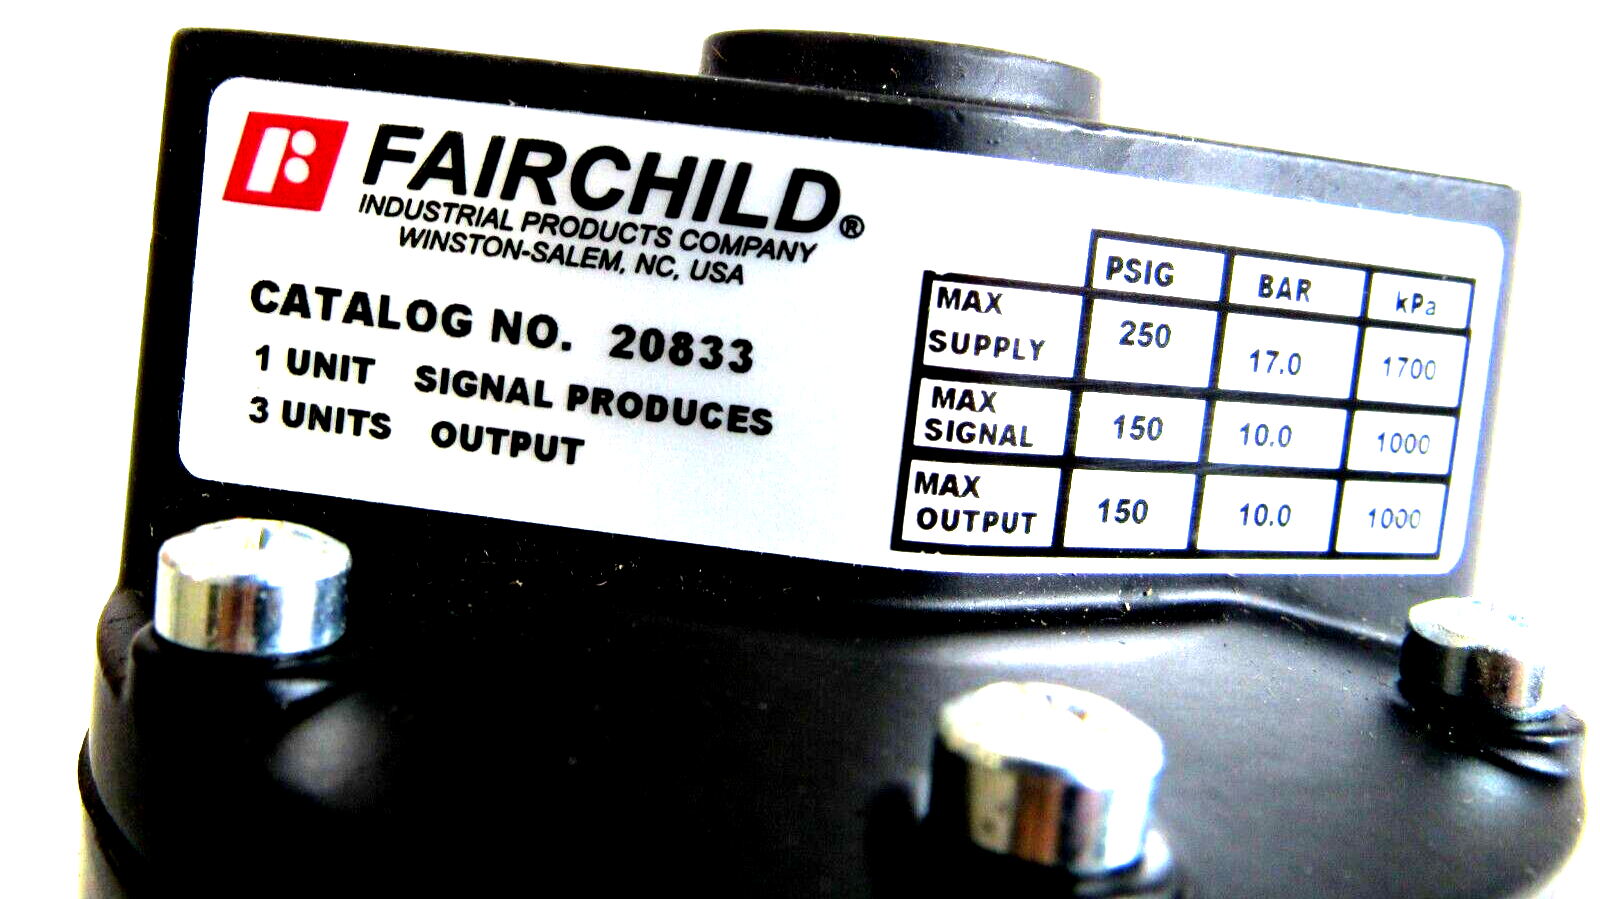 FAIRCHILD®
INDUSTRIAL PRODUCTS COMPANY
WINSTON-SALEM, NC, USA
CATALOG NO. 20833
1 UNIT SIGNAL PRODUCES
3 UNITS OUTPUT
PSIG BAR kPa
MAX
SUPPLY 250 17.0 1700
MAX
SIGNAL 150 10.0 1000
MAX
OUTPUT 150 10.0 1000